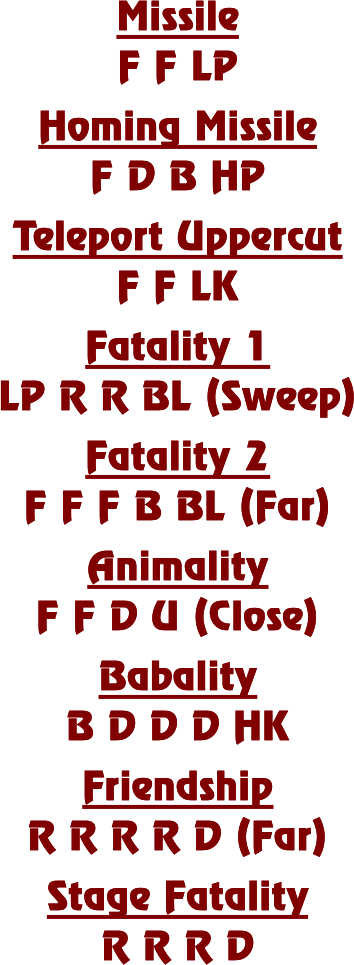 Missile
F F LP
Homing Missile
F D B HP
Teleport Uppercut
F F LK
Fatality 1
LP R R BL (Sweep)
Fatality 2
F F F B BL (Far)
Animality
F F D U (Close)
Babality
B D D D HK
Friendship
R R R R D (Far)
Stage Fatality
R R R D